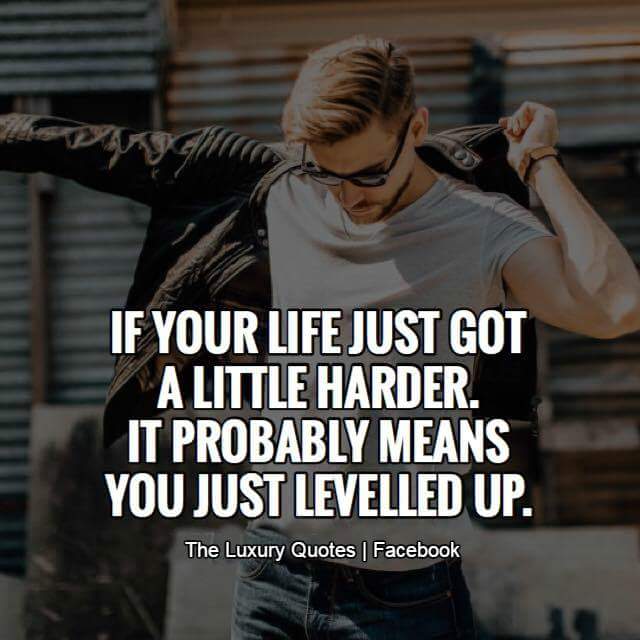 IF YOUR LIFE JUST GOT
A LITTLE HARDER.
IT PROBABLY MEANS
YOU JUST LEVELLED UP.
The Luxury Quotes | Facebook